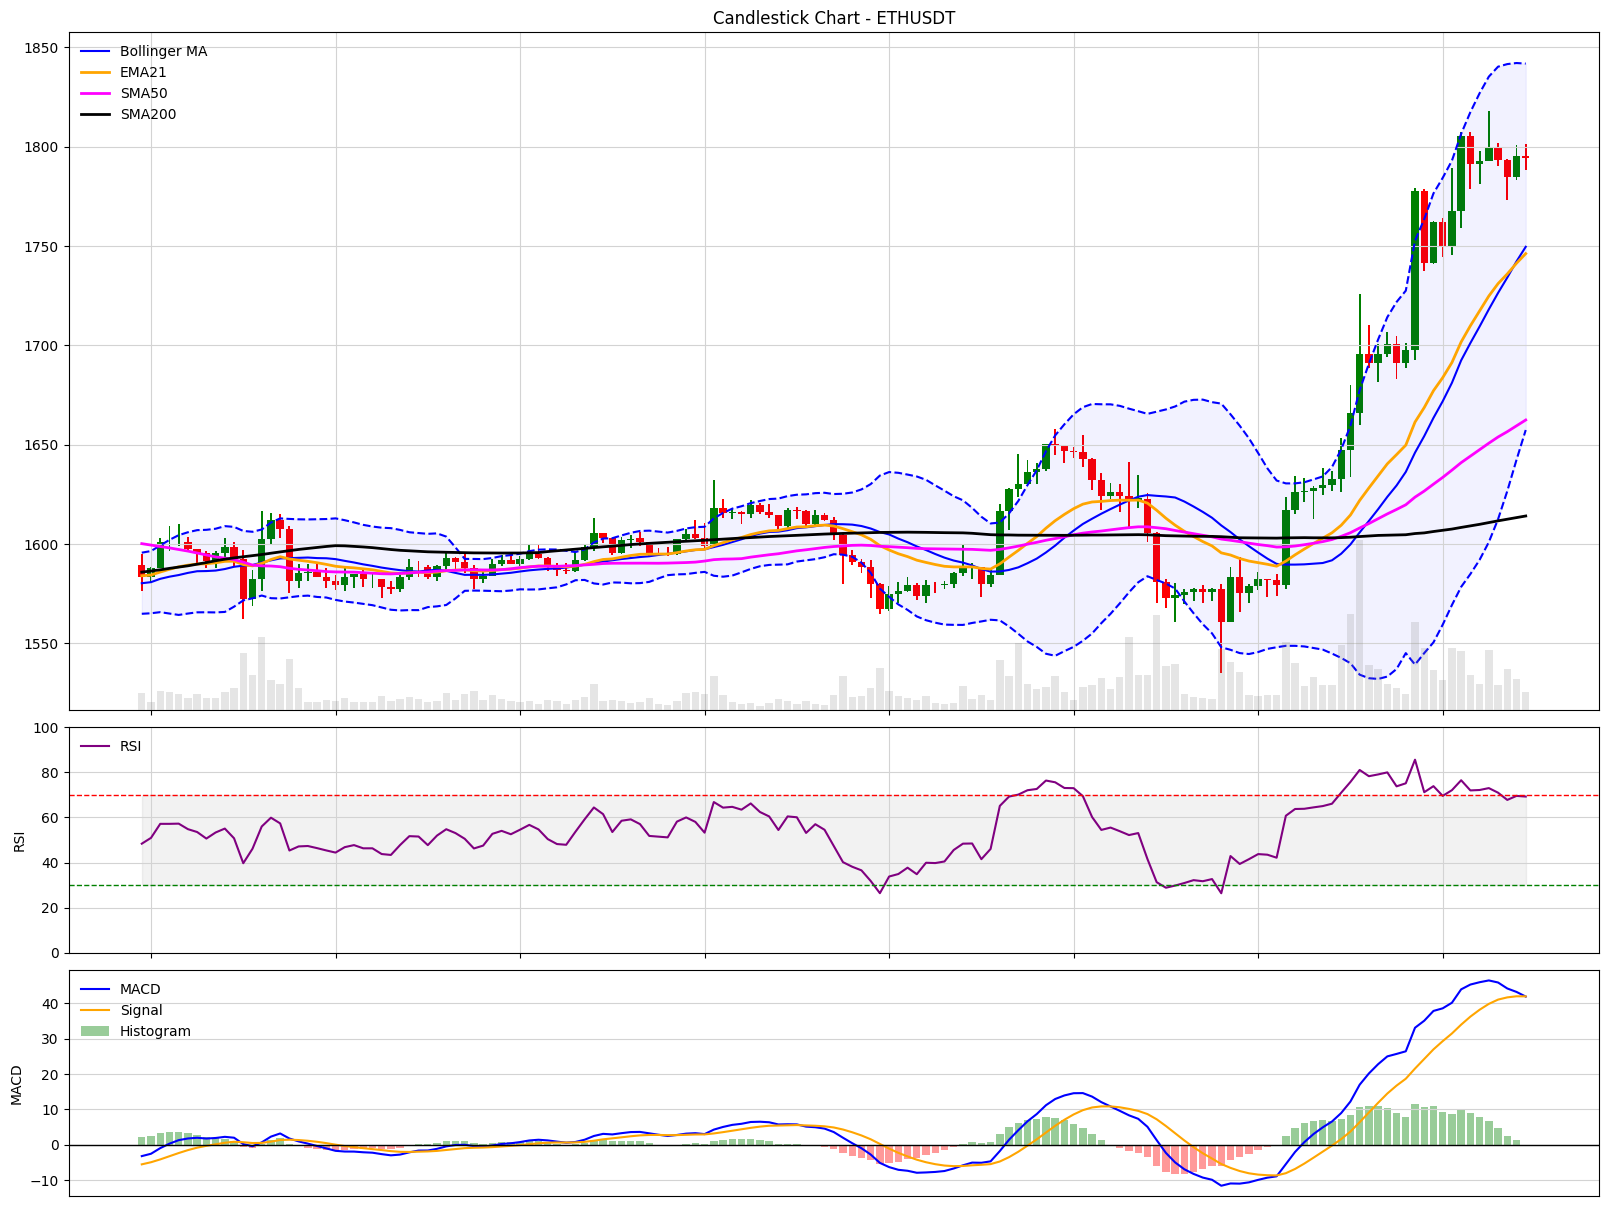 Candlestick Chart - ETHUSDT
Bollinger MA
EMA21
SMA50
SMA200
1850
1800
1750
1700
1650
1600
1550
RSI
RSI
100
80
60
40
20
0
MACD
Signal
Histogram
MACD
40
30
20
10
0
−10